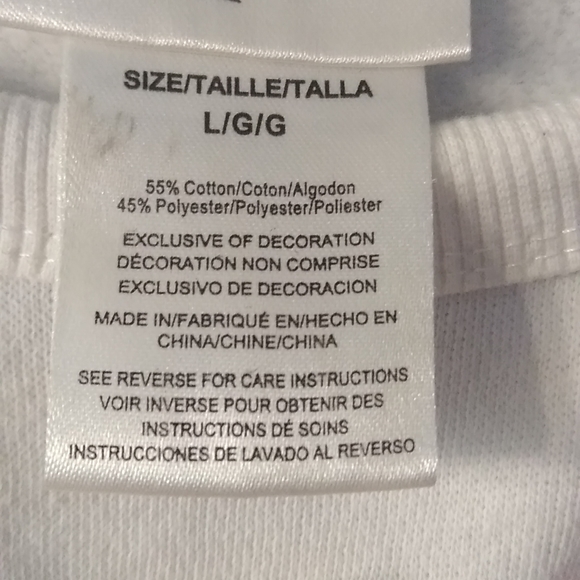 SIZE/TAILLE/TALLA
L/G/G
55% Cotton/Coton/Algodon
45% Polyester/Polyester/Poliester
EXCLUSIVE OF DECORATION
DÉCORATION NON COMPRISE
EXCLUSIVO DE DECORACION
MADE IN/FABRIQUÉ EN/HECHO EN
CHINA/CHINE/CHINA
SEE REVERSE FOR CARE INSTRUCTIONS
VOIR INVERSE POUR OBTENIR DES
INSTRUCTIONS DÉ SOINS
INSTRUCCIONES DE LAVADO AL REVERSO